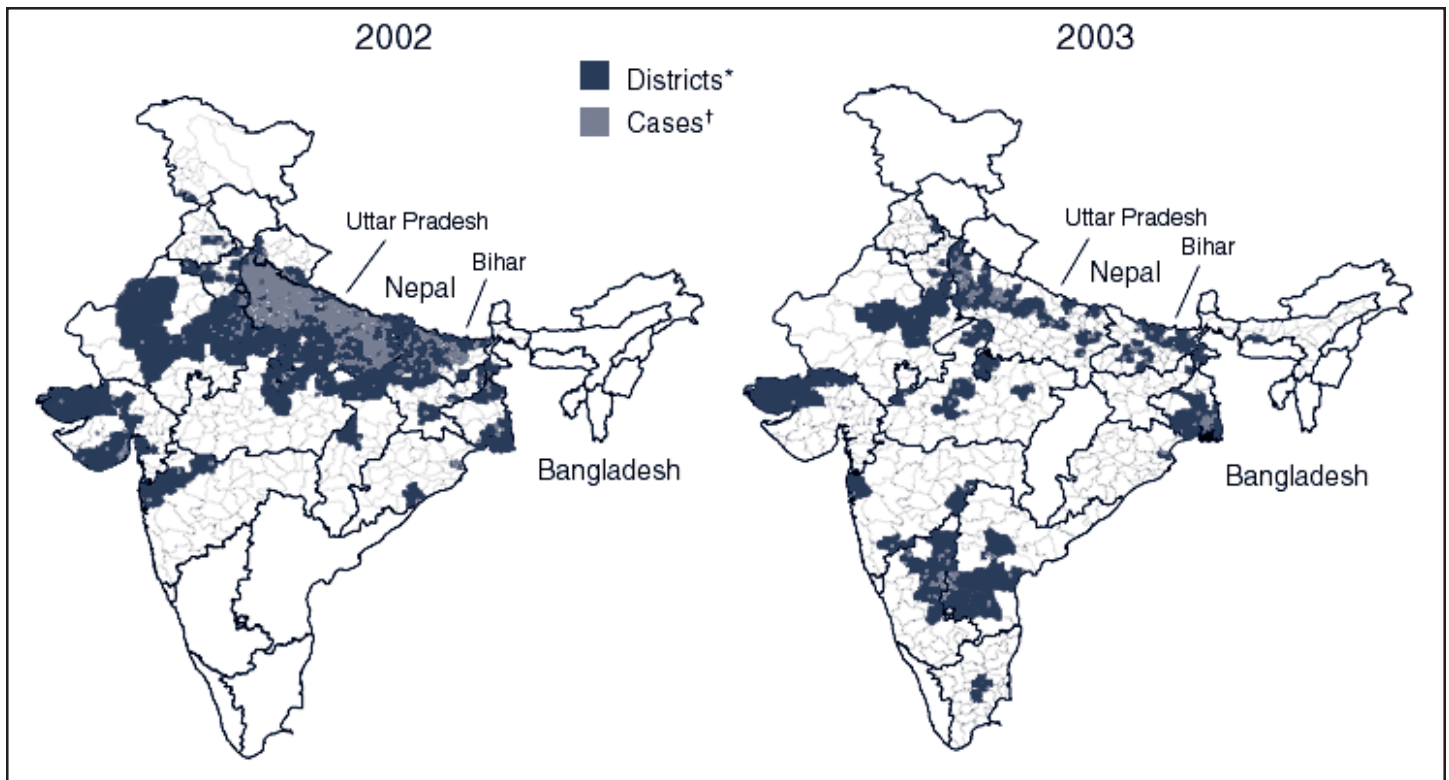 2002
2003
Districts*
Cases†
Uttar Pradesh
Nepal
Bihar
Bangladesh
Uttar Pradesh
Nepal
Bihar
Bangladesh